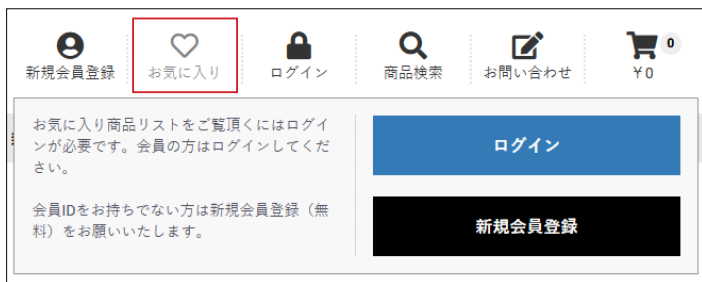 新規会員登録
お気に入り
ログイン
商品検索
お問い合わせ
0
¥0
お気に入り商品リストをご覧頂くにはログイ
ンが必要です。会員の方はログインしてくだ
さい。
会員IDをお持ちでない方は新規会員登録（無
料）をお願いいたします。
ログイン
新規会員登録